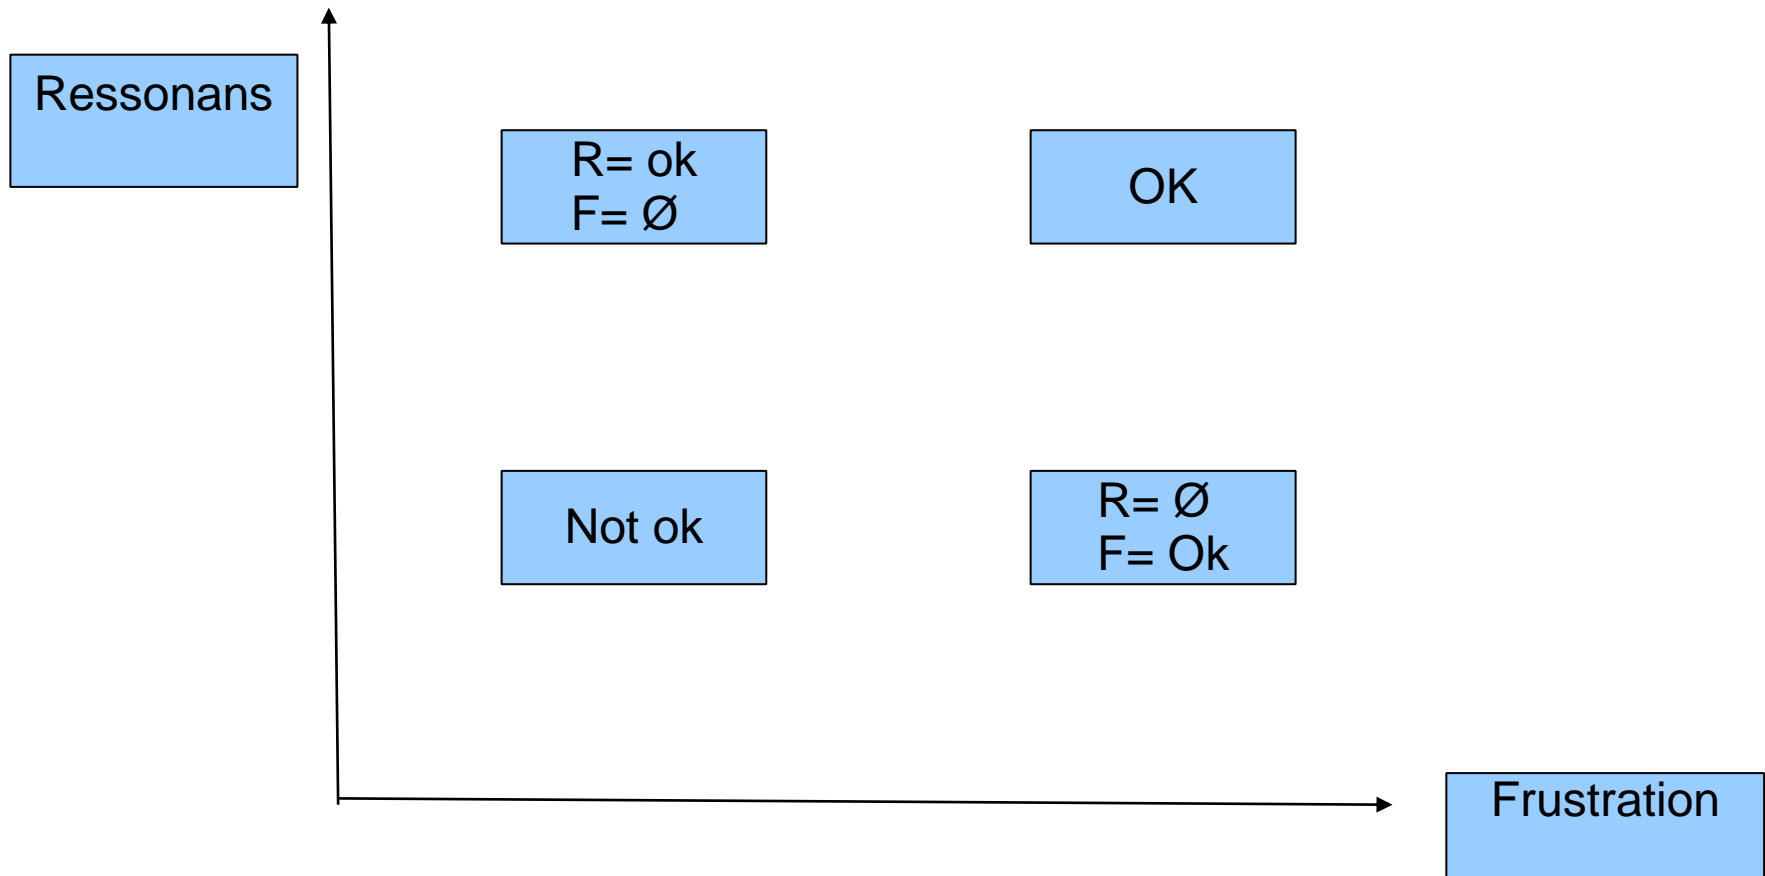 Ressonans
R= ok
F= Ø
OK
Not ok
R= Ø
F= Ok
Frustration